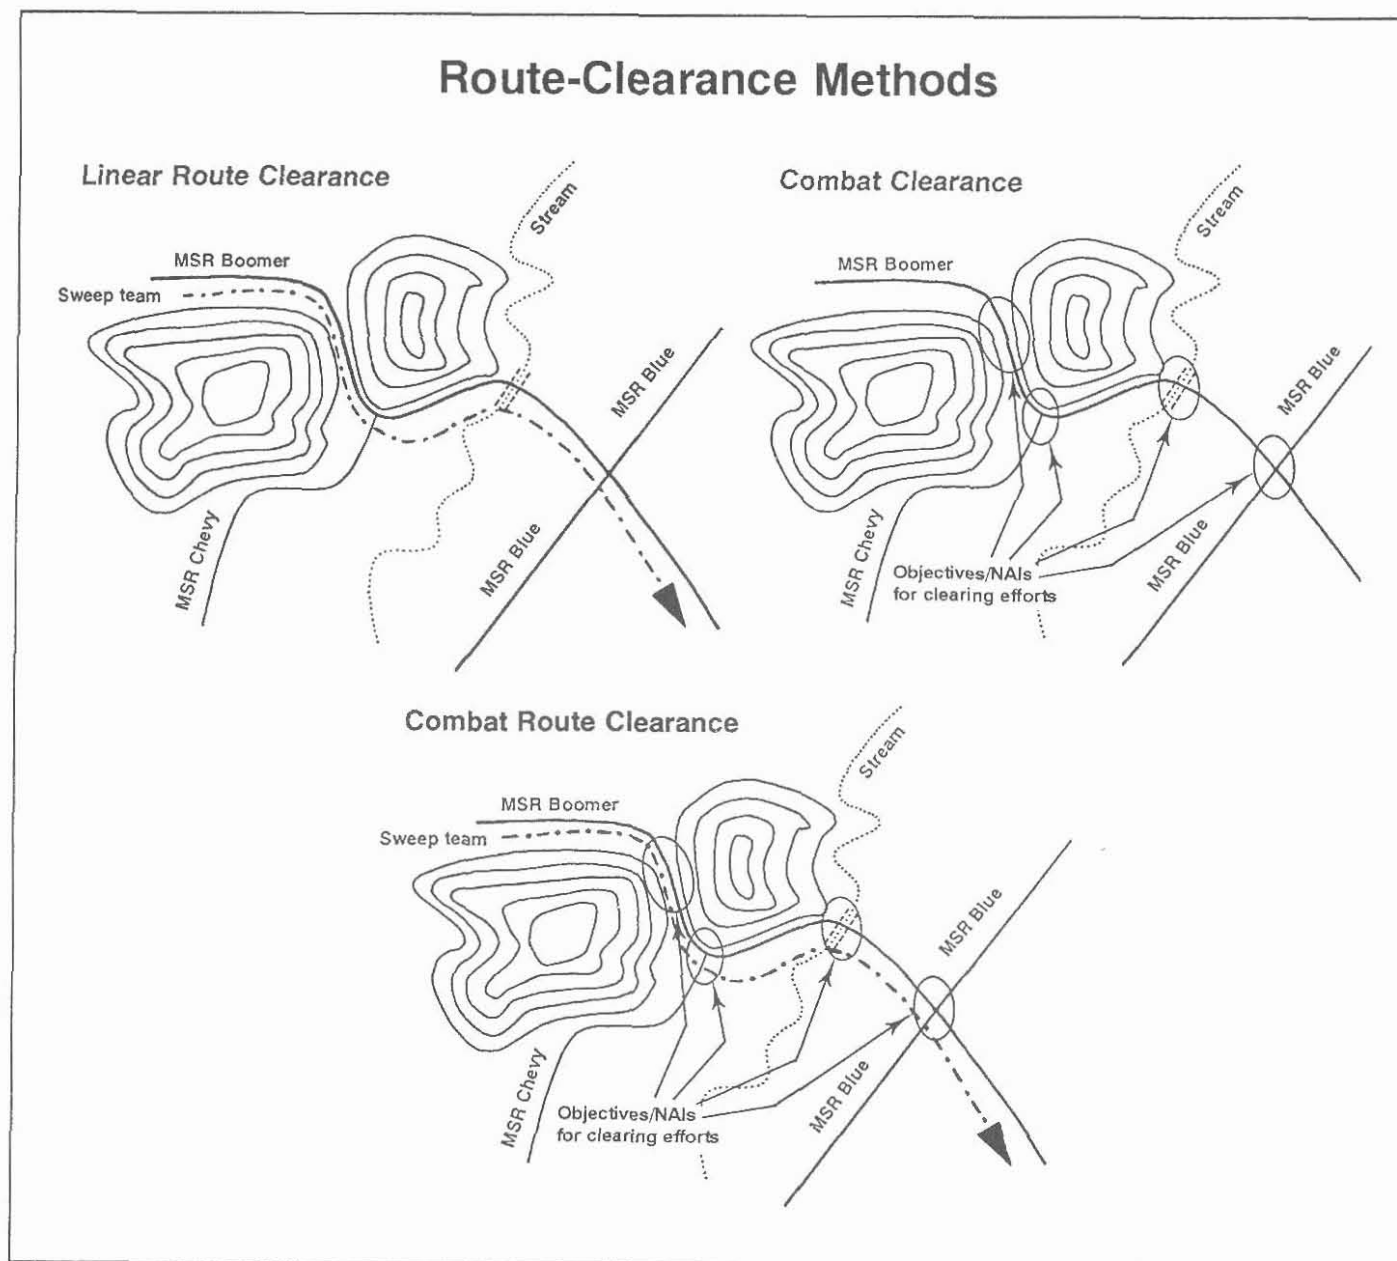 Route-Clearance Methods
Linear Route Clearance
Stream
MSR Boomer
Sweep team
MSR Blue
MSR Blue
MSR Chevy
Combat Clearance
Stream
MSR Boomer
MSR Blue
MSR Blue
MSR Chevy
Objectives/NAIs
for clearing efforts
Combat Route Clearance
Stream
MSR Boomer
Sweep team
MSR Blue
MSR Blue
MSR Chevy
Objectives/NAIs
for clearing efforts